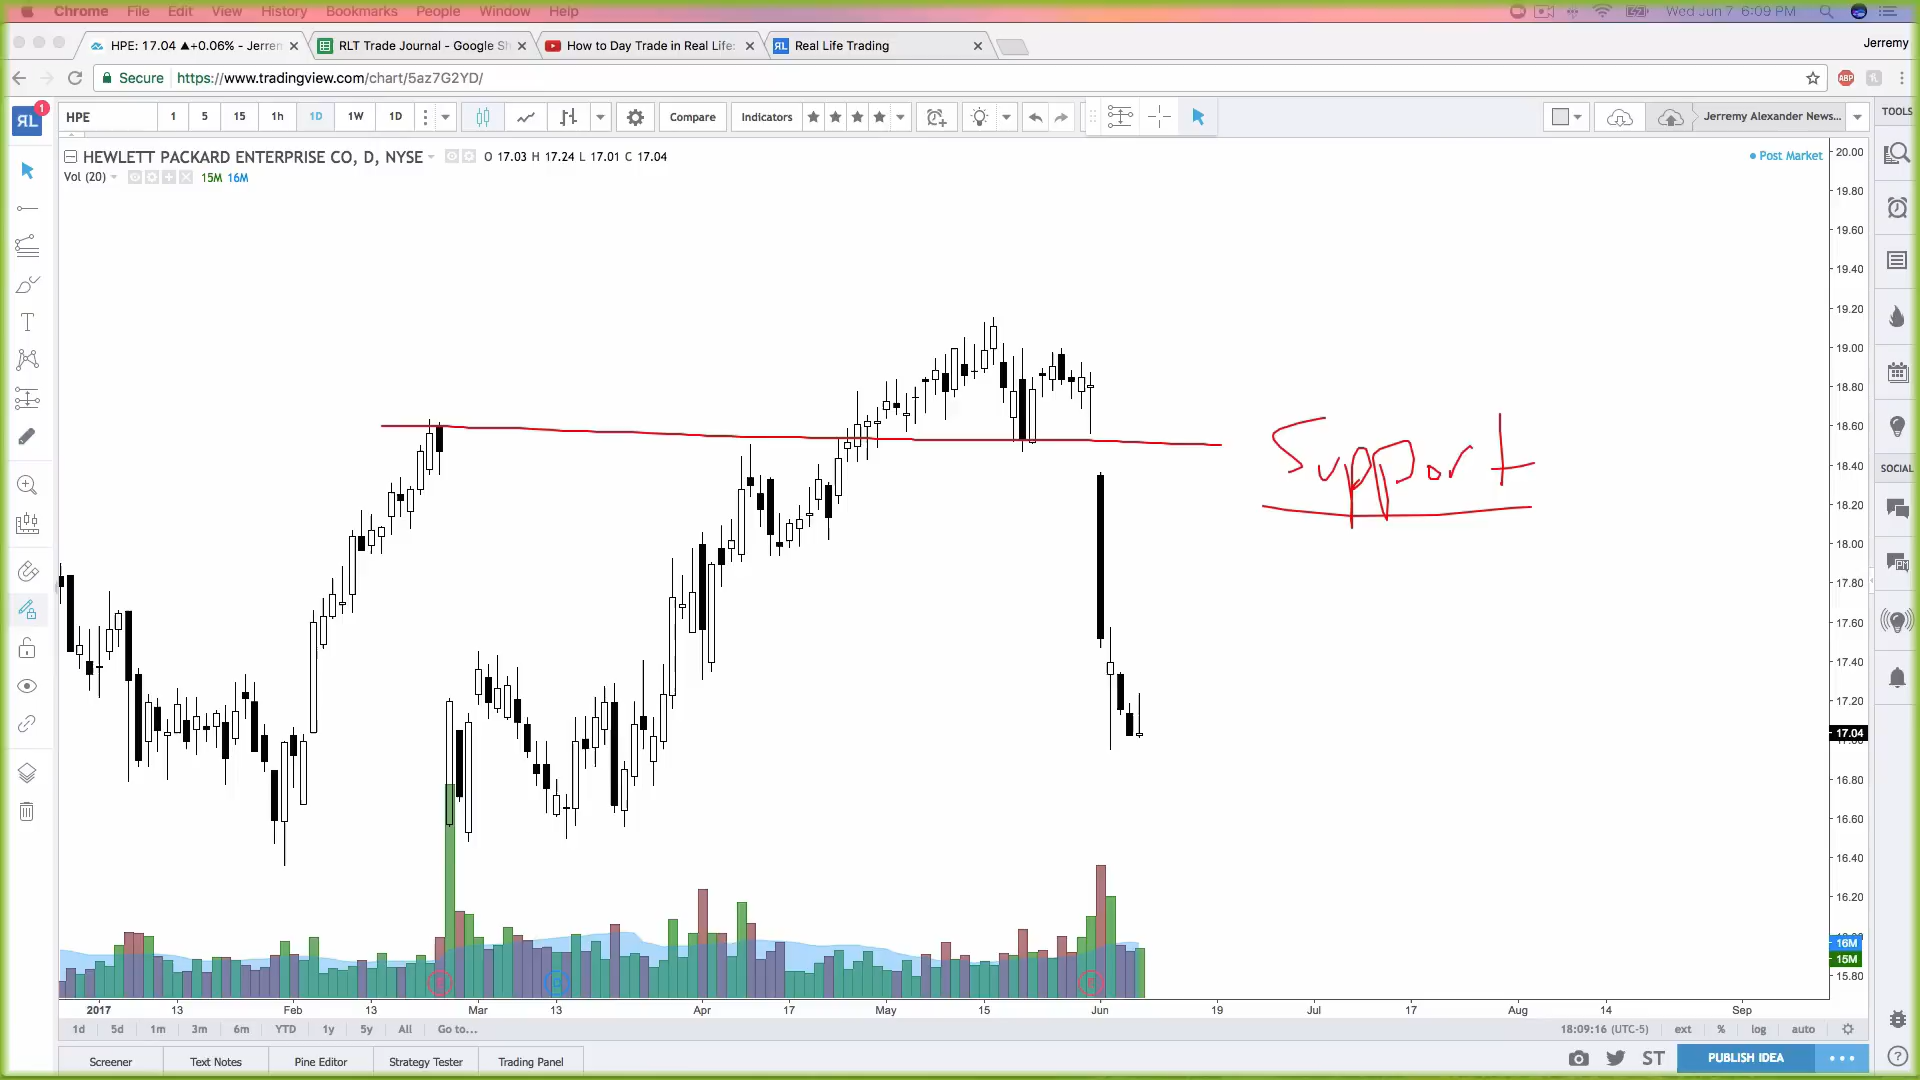 Chrome File Edit View History Bookmarks People Window Help Wed Jun 7 6:09 PM
HPE: 17.04 ▲+0.06% - Jerren RLT Trade Journal - Google Sh How to Day Trade in Real Life: Real Life Trading Jerremy
Secure https://www.tradingview.com/chart/5az7G2YD/ ABP
RL 1 HPE 1 5 15 1h 1D 1W 1D Compare Indicators Jerremy Alexander News... TOOLS
HEWLETT PACKARD ENTERPRISE CO, D, NYSE O 17.03 H 17.24 L 17.01 C 17.04 Post Market
Vol (20) 15M 16M
20.00
19.80
19.60
19.40
19.20
19.00
18.80
18.60
18.40
18.20
18.00
17.80
17.60
17.40
17.20
17.04
16.80
16.60
16.40
16.20
16M
15M
15.80
Support
SOCIAL
2017 13 Feb 13 Mar 13 Apr 17 May 15 Jun 19 Jul 17 Aug 14 Sep
1d 5d 1m 3m 6m YTD 1y 5y All Go to... 18:09:16 (UTC-5) ext % log auto
Screener Text Notes Pine Editor Strategy Tester Trading Panel ST PUBLISH IDEA